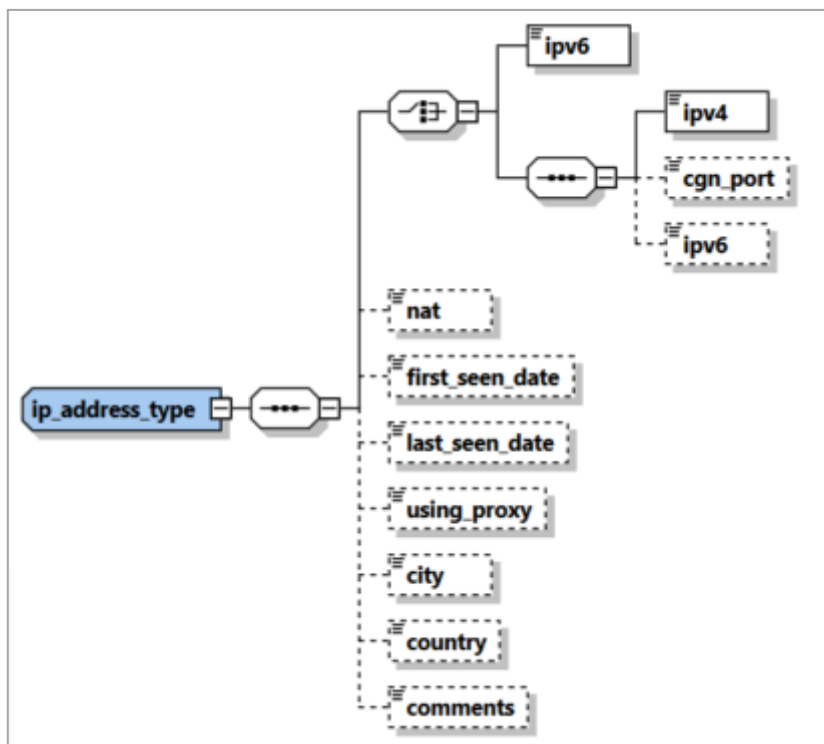 ipv6
ipv4
cgn_port
ipv6
nat
first_seen_date
ip_address_type
last_seen_date
using_proxy
city
country
comments